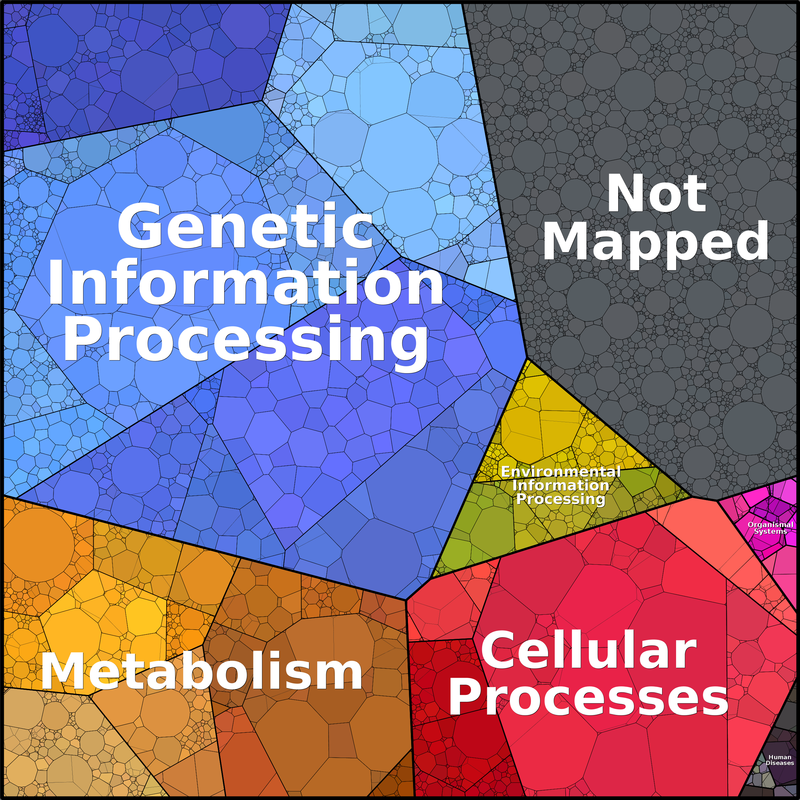 Not
Mapped
Genetic
Information
Processing
Environmental
Information
Processing
Organismal
Systems
Metabolism
Cellular
Processes
Human
Diseases